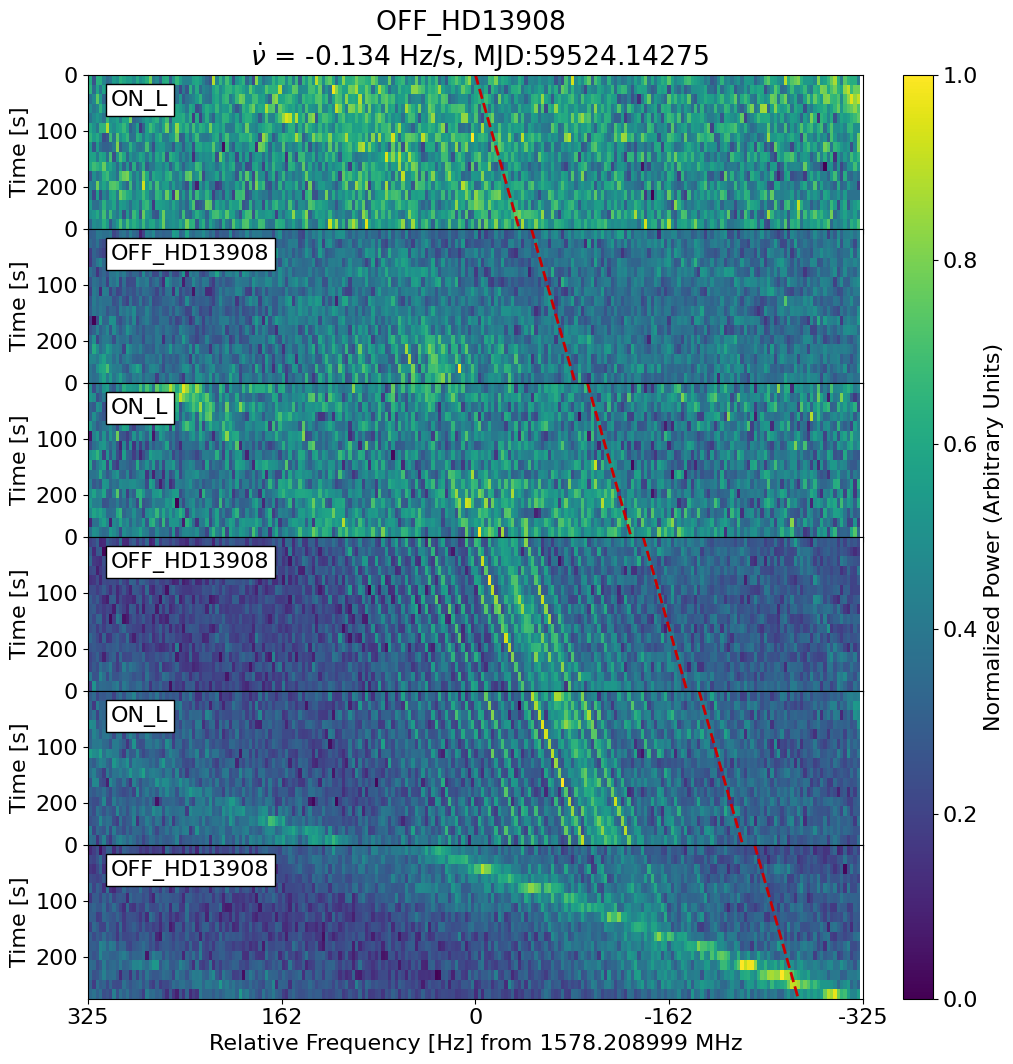 OFF_HD13908
ν̇ = -0.134 Hz/s, MJD:59524.14275
0
100
200
Time [s]
ON_L
0
100
200
Time [s]
OFF_HD13908
0
100
200
Time [s]
ON_L
0
100
200
Time [s]
OFF_HD13908
0
100
200
Time [s]
ON_L
0
100
200
Time [s]
OFF_HD13908
325 162 0 -162 -325
Relative Frequency [Hz] from 1578.208999 MHz
1.0
0.8
0.6
0.4
0.2
0.0
Normalized Power (Arbitrary Units)